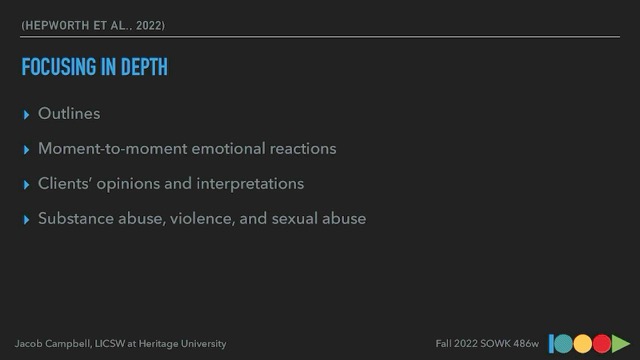 (HEPWORTH ET AL., 2022)
FOCUSING IN DEPTH
Outlines
Moment-to-moment emotional reactions
Clients’ opinions and interpretations
Substance abuse, violence, and sexual abuse
Jacob Campbell, LICSW at Heritage University
Fall 2022 SOWK 486w